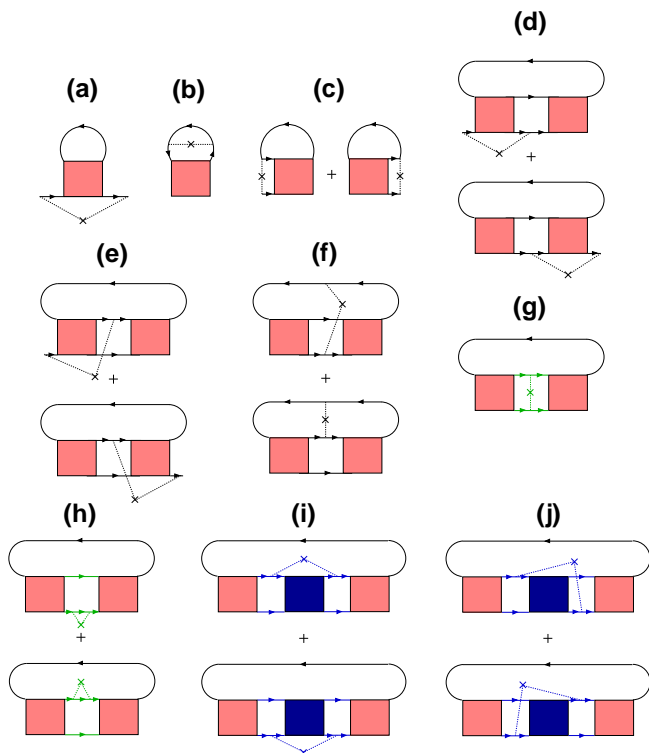 (d)
(a) (b) (c)
+
+
(e) (f)
(g)
+ +
(h) (i) (j)
+ + +